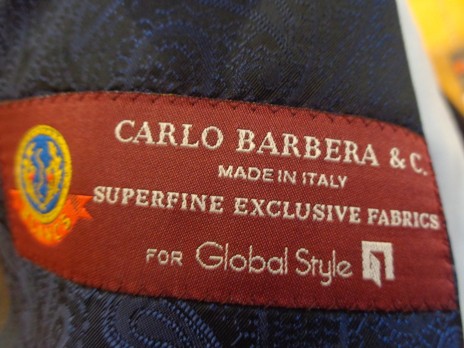 CARLO BARBERA & C.
MADE IN ITALY
SUPERFINE EXCLUSIVE FABRICS
FOR Global Style